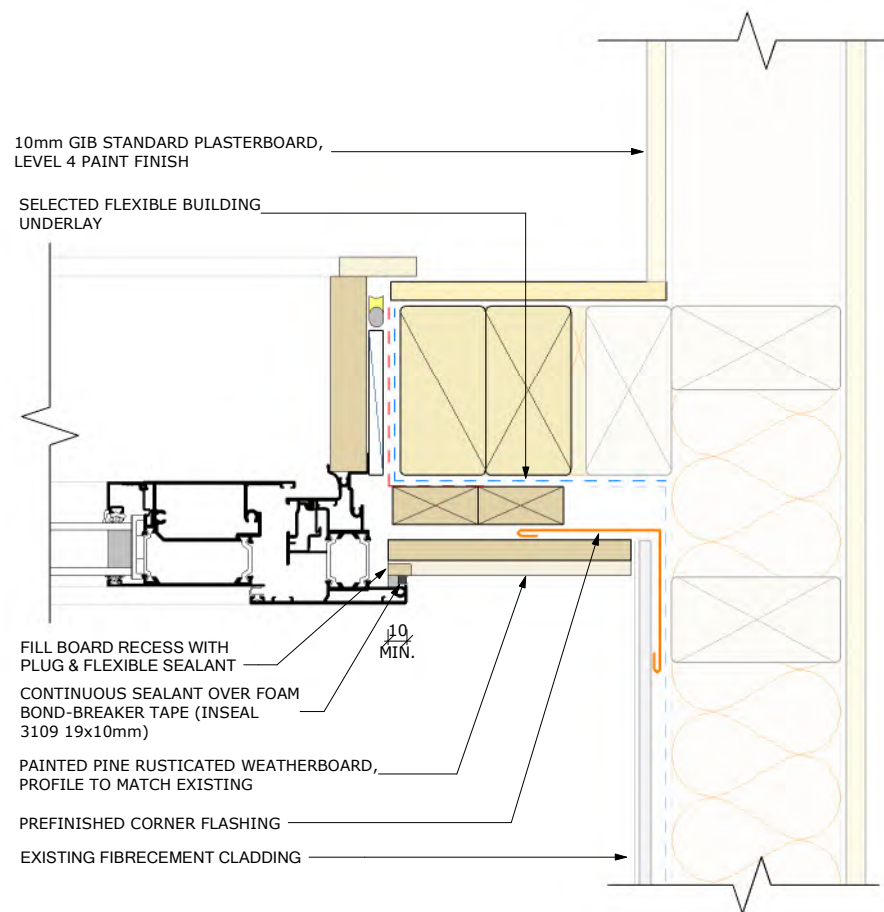 10mm GIB STANDARD PLASTERBOARD,
LEVEL 4 PAINT FINISH
SELECTED FLEXIBLE BUILDING
UNDERLAY
10
MIN.
FILL BOARD RECESS WITH
PLUG & FLEXIBLE SEALANT
CONTINUOUS SEALANT OVER FOAM
BOND-BREAKER TAPE (INSEAL
3109 19x10mm)
PAINTED PINE RUSTICATED WEATHERBOARD,
PROFILE TO MATCH EXISTING
PREFINISHED CORNER FLASHING
EXISTING FIBRECEMENT CLADDING